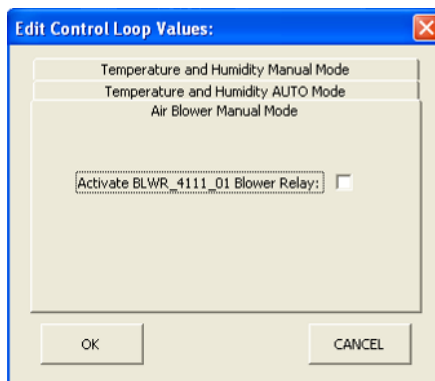 Edit Control Loop Values:
Temperature and Humidity Manual Mode
Temperature and Humidity AUTO Mode
Air Blower Manual Mode
Activate BLWR_4111_01 Blower Relay:
OK CANCEL